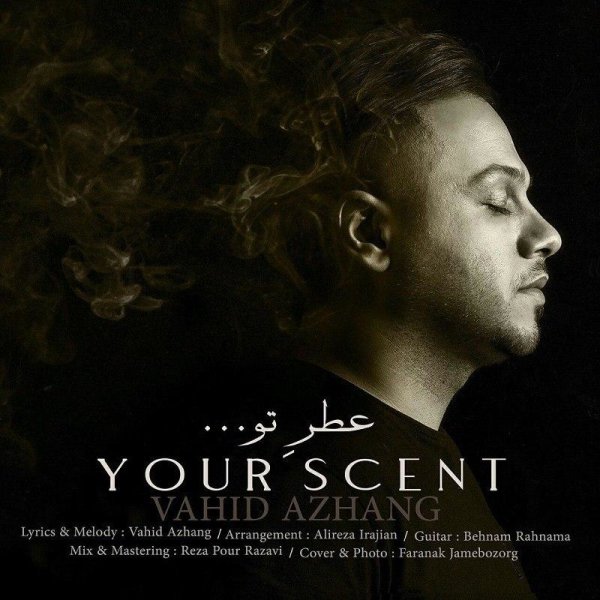 عطرِ تو...
YOUR SCENT
VAHID AZHANG
Lyrics & Melody : Vahid Azhang / Arrangement : Alireza Irajian / Guitar : Behnam Rahnama
Mix & Mastering : Reza Pour Razavi / Cover & Photo : Faranak Jamebozorg